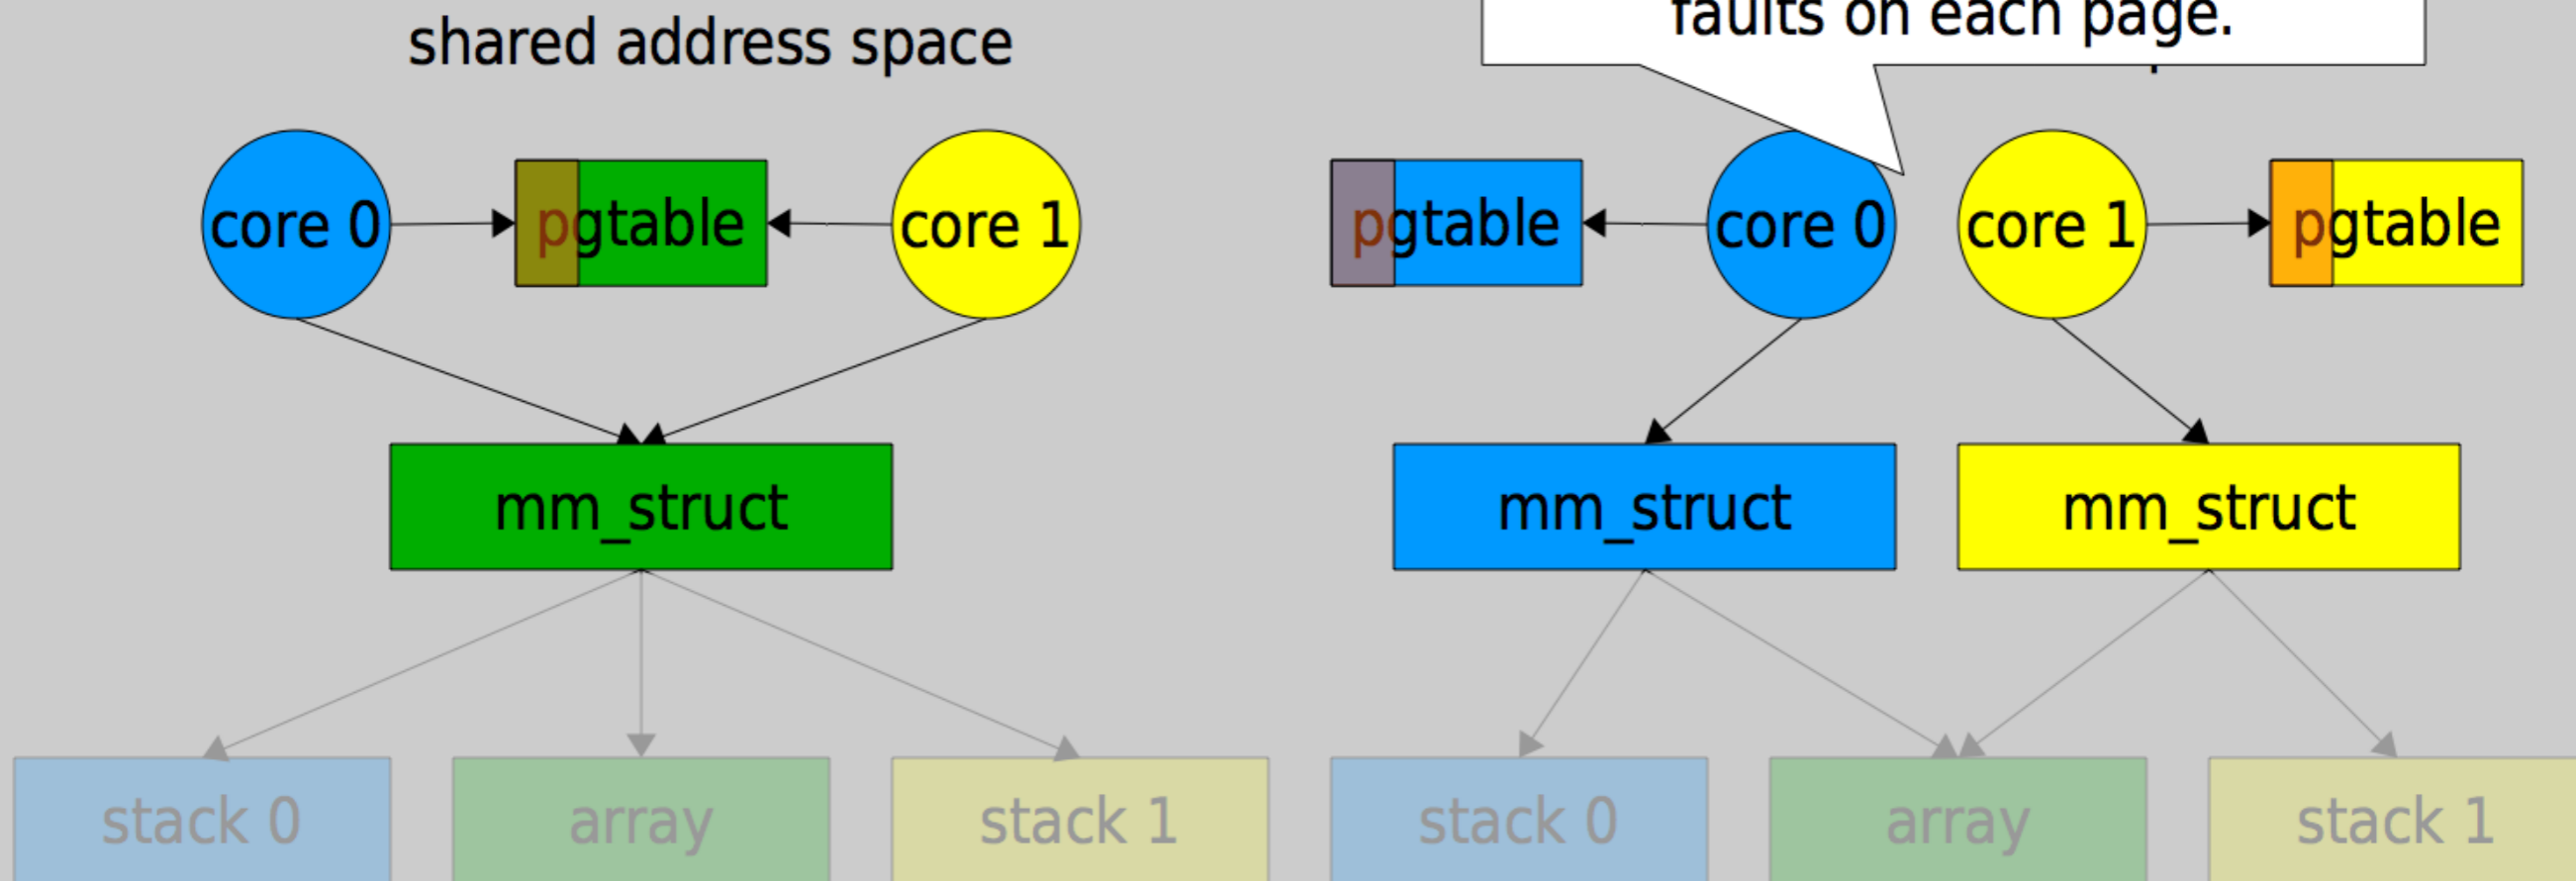 shared address space
faults on each page.
core 0
pgtable
core 1
pgtable
core 0
core 1
pgtable
mm_struct
mm_struct
mm_struct
stack 0
array
stack 1
stack 0
array
stack 1